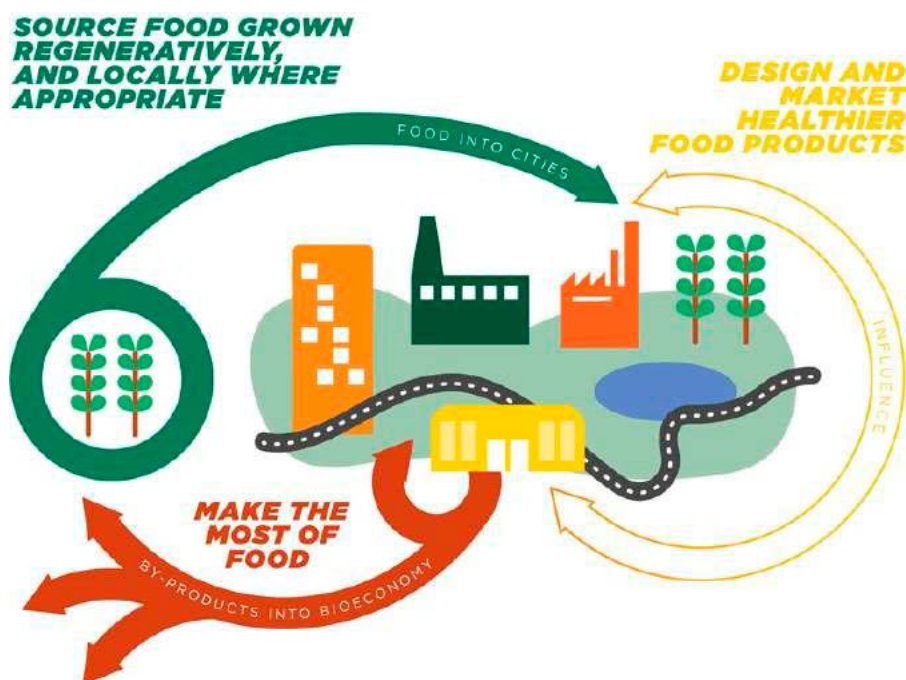 SOURCE FOOD GROWN
REGENERATIVELY,
AND LOCALLY WHERE
APPROPRIATE
DESIGN AND
MARKET
HEALTHIER
FOOD PRODUCTS
FOOD INTO CITIES
INFLUENCE
MAKE THE
MOST OF
FOOD
BY-PRODUCTS INTO BIOECONOMY